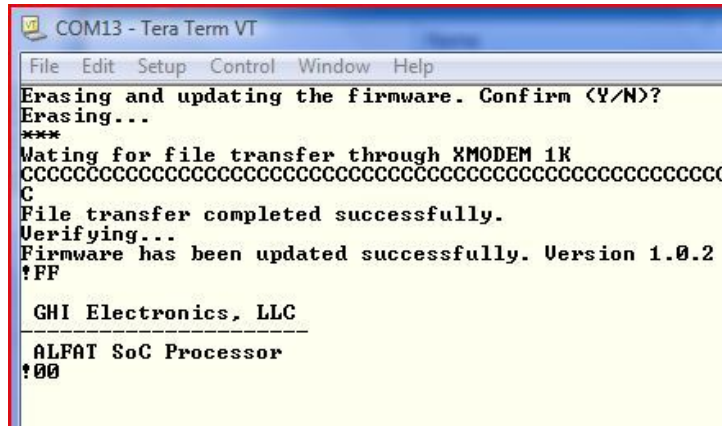 COM13 - Tera Term VT
File Edit Setup Control Window Help
Erasing and updating the firmware. Confirm (Y/N)?
Erasing...
***
Wating for file transfer through XMODEM 1K
CCCCCCCCCCCCCCCCCCCCCCCCCCCCCCCCCCCCCCCCCCCCCCCCCCCCCC
C
File transfer completed successfully.
Verifying...
Firmware has been updated successfully. Version 1.0.2
!FF
GHI Electronics, LLC
----------------------
ALFAT SoC Processor
!00